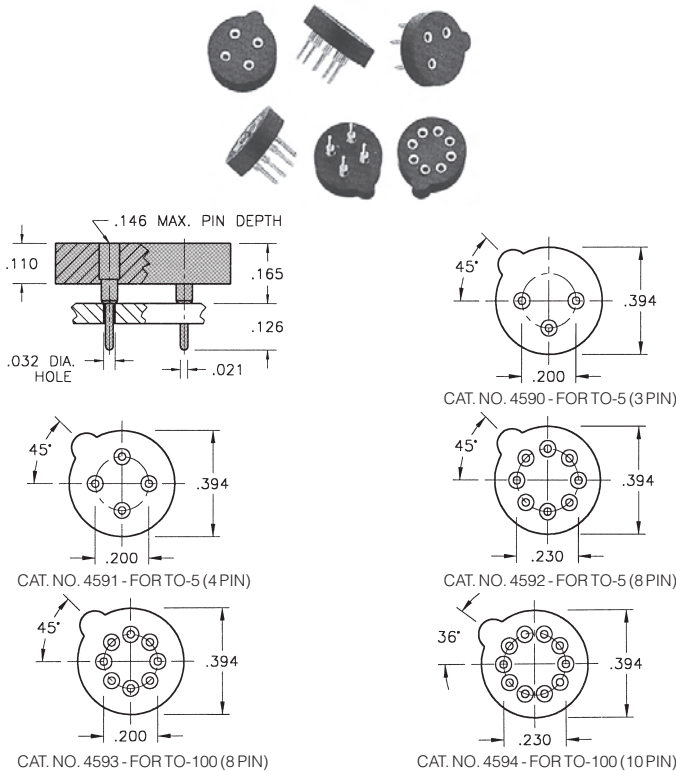 .146 MAX. PIN DEPTH
.110
.165
.126
.032 DIA.
HOLE
.021
45°
.394
.200
CAT. NO. 4590 - FOR TO-5 (3 PIN)
45°
.394
.200
CAT. NO. 4591 - FOR TO-5 (4 PIN)
45°
.394
.230
CAT. NO. 4592 - FOR TO-5 (8 PIN)
45°
.394
.200
CAT. NO. 4593 - FOR TO-100 (8 PIN)
36°
.394
.230
CAT. NO. 4594 - FOR TO-100 (10 PIN)